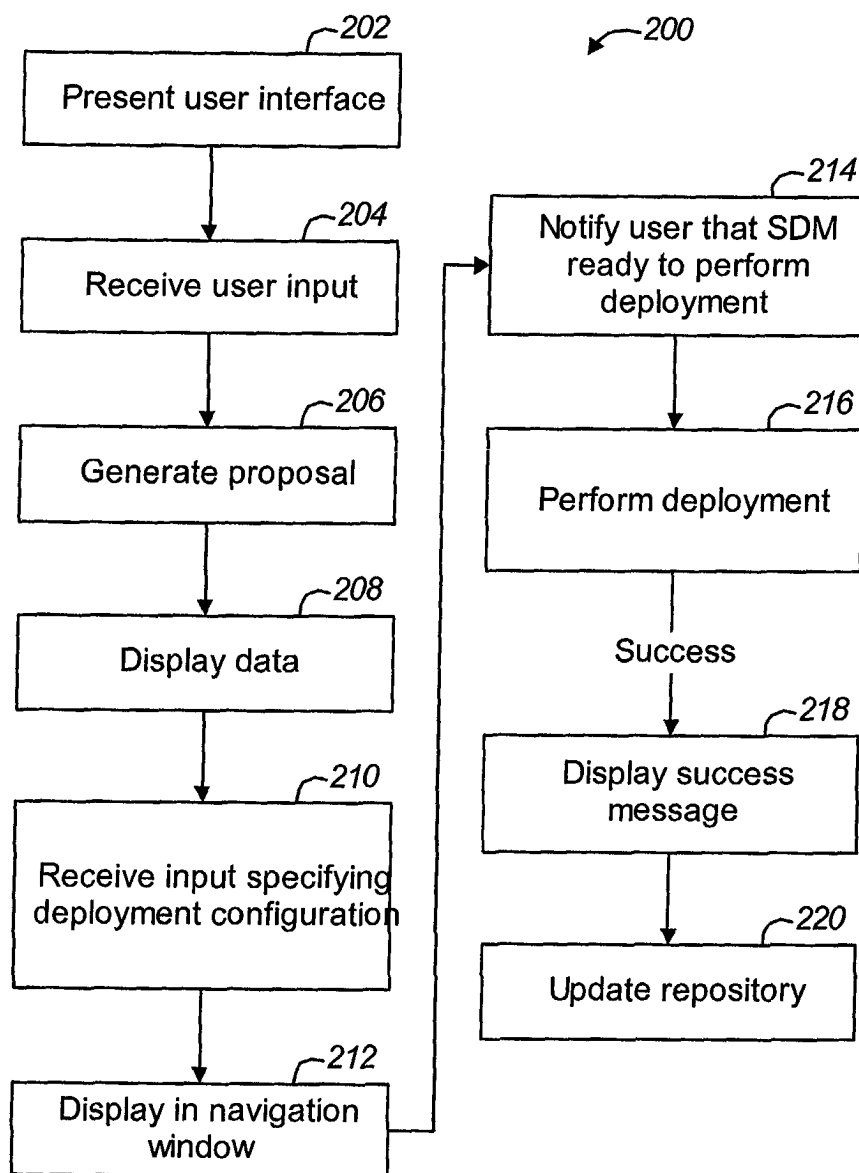 200
202
Present user interface
204
Receive user input
206
Generate proposal
208
Display data
210
Receive input specifying
deployment configuration
212
Display in navigation
window
214
Notify user that SDM
ready to perform
deployment
216
Perform deployment
Success
218
Display success
message
220
Update repository